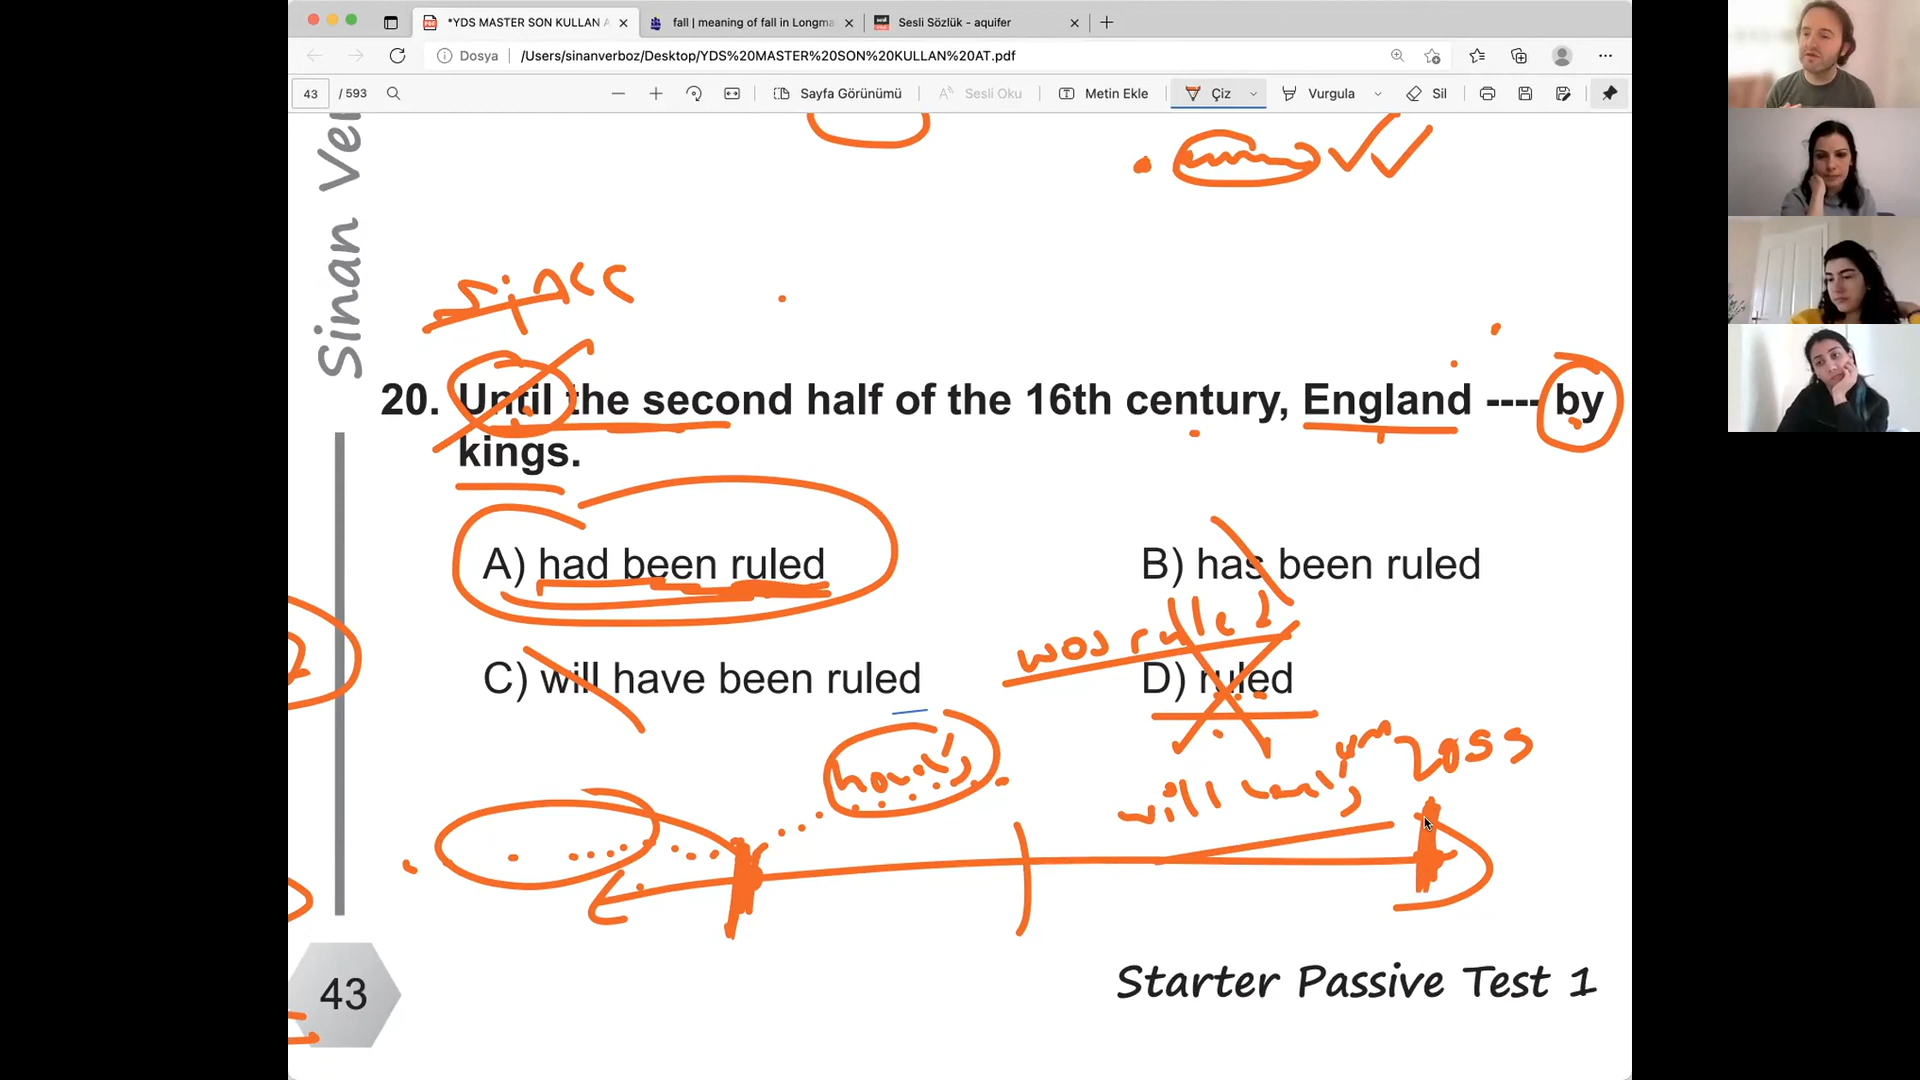 *YDS MASTER SON KULLAN A
fall | meaning of fall in Longma
Sesli Sözlük - aquifer
Dosya
/Users/sinanverboz/Desktop/YDS%20MASTER%20SON%20KULLAN%20AT.pdf
43 / 593
Sayfa Görünümü
Sesli Oku
Metin Ekle
Çiz
Vurgula
Sil
Sinan Ver
since
20. Until the second half of the 16th century, England ---- by
kings.
A) had been ruled
B) has been ruled
was ruled
C) will have been ruled
D) ruled
2055
will
43
Starter Passive Test 1